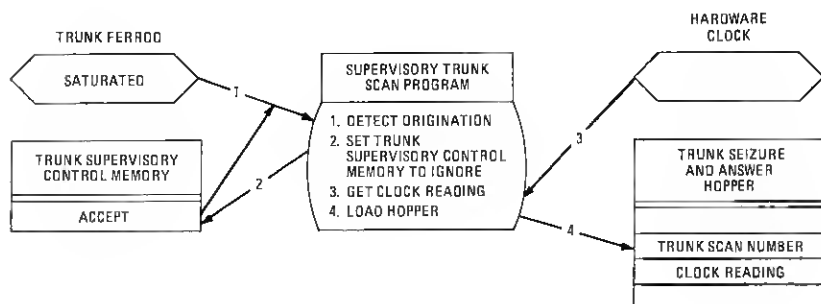 TRUNK FERROD
SATURATED
1
TRUNK SUPERVISORY
CONTROL MEMORY
ACCEPT
2
SUPERVISORY TRUNK
SCAN PROGRAM
1. DETECT ORIGINATION
2. SET TRUNK
SUPERVISORY CONTROL
MEMORY TO IGNORE
3. GET CLOCK READING
4. LOAD HOPPER
HARDWARE
CLOCK
3
4
TRUNK SEIZURE
AND ANSWER
HOPPER
TRUNK SCAN NUMBER
CLOCK READING